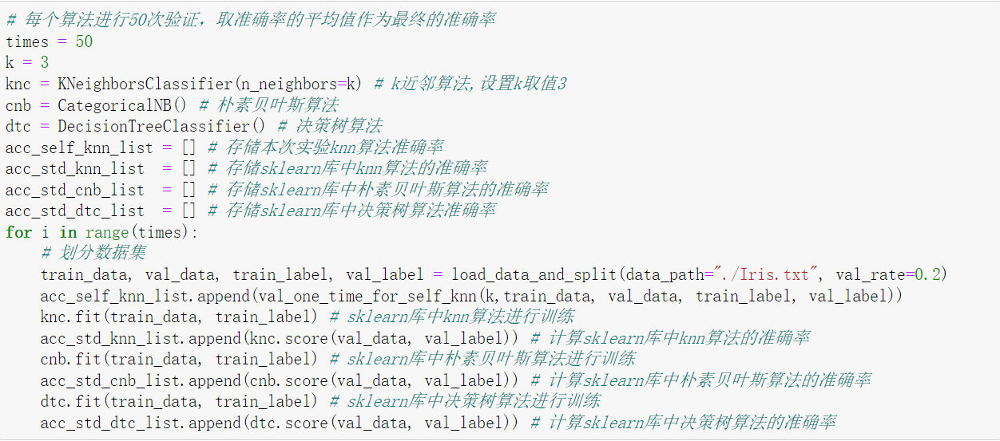 # 每个算法进行50次验证，取准确率的平均值作为最终的准确率
times = 50
k = 3
knc = KNeighborsClassifier(n_neighbors=k) # k近邻算法,设置k取值3
cnb = CategoricalNB() # 朴素贝叶斯算法
dtc = DecisionTreeClassifier() # 决策树算法
acc_self_knn_list = [] # 存储本次实验knn算法准确率
acc_std_knn_list  = [] # 存储sklearn库中knn算法的准确率
acc_std_cnb_list  = [] # 存储sklearn库中朴素贝叶斯算法的准确率
acc_std_dtc_list  = [] # 存储sklearn库中决策树算法准确率
for i in range(times):
    # 划分数据集
    train_data, val_data, train_label, val_label = load_data_and_split(data_path="./Iris.txt", val_rate=0.2)
    acc_self_knn_list.append(val_one_time_for_self_knn(k,train_data, val_data, train_label, val_label))
    knc.fit(train_data, train_label) # sklearn库中knn算法进行训练
    acc_std_knn_list.append(knc.score(val_data, val_label)) # 计算sklearn库中knn算法的准确率
    cnb.fit(train_data, train_label) # sklearn库中朴素贝叶斯算法进行训练
    acc_std_cnb_list.append(cnb.score(val_data, val_label)) # 计算sklearn库中朴素贝叶斯算法的准确率
    dtc.fit(train_data, train_label) # sklearn库中决策树算法进行训练
    acc_std_dtc_list.append(dtc.score(val_data, val_label)) # 计算sklearn库中决策树算法的准确率